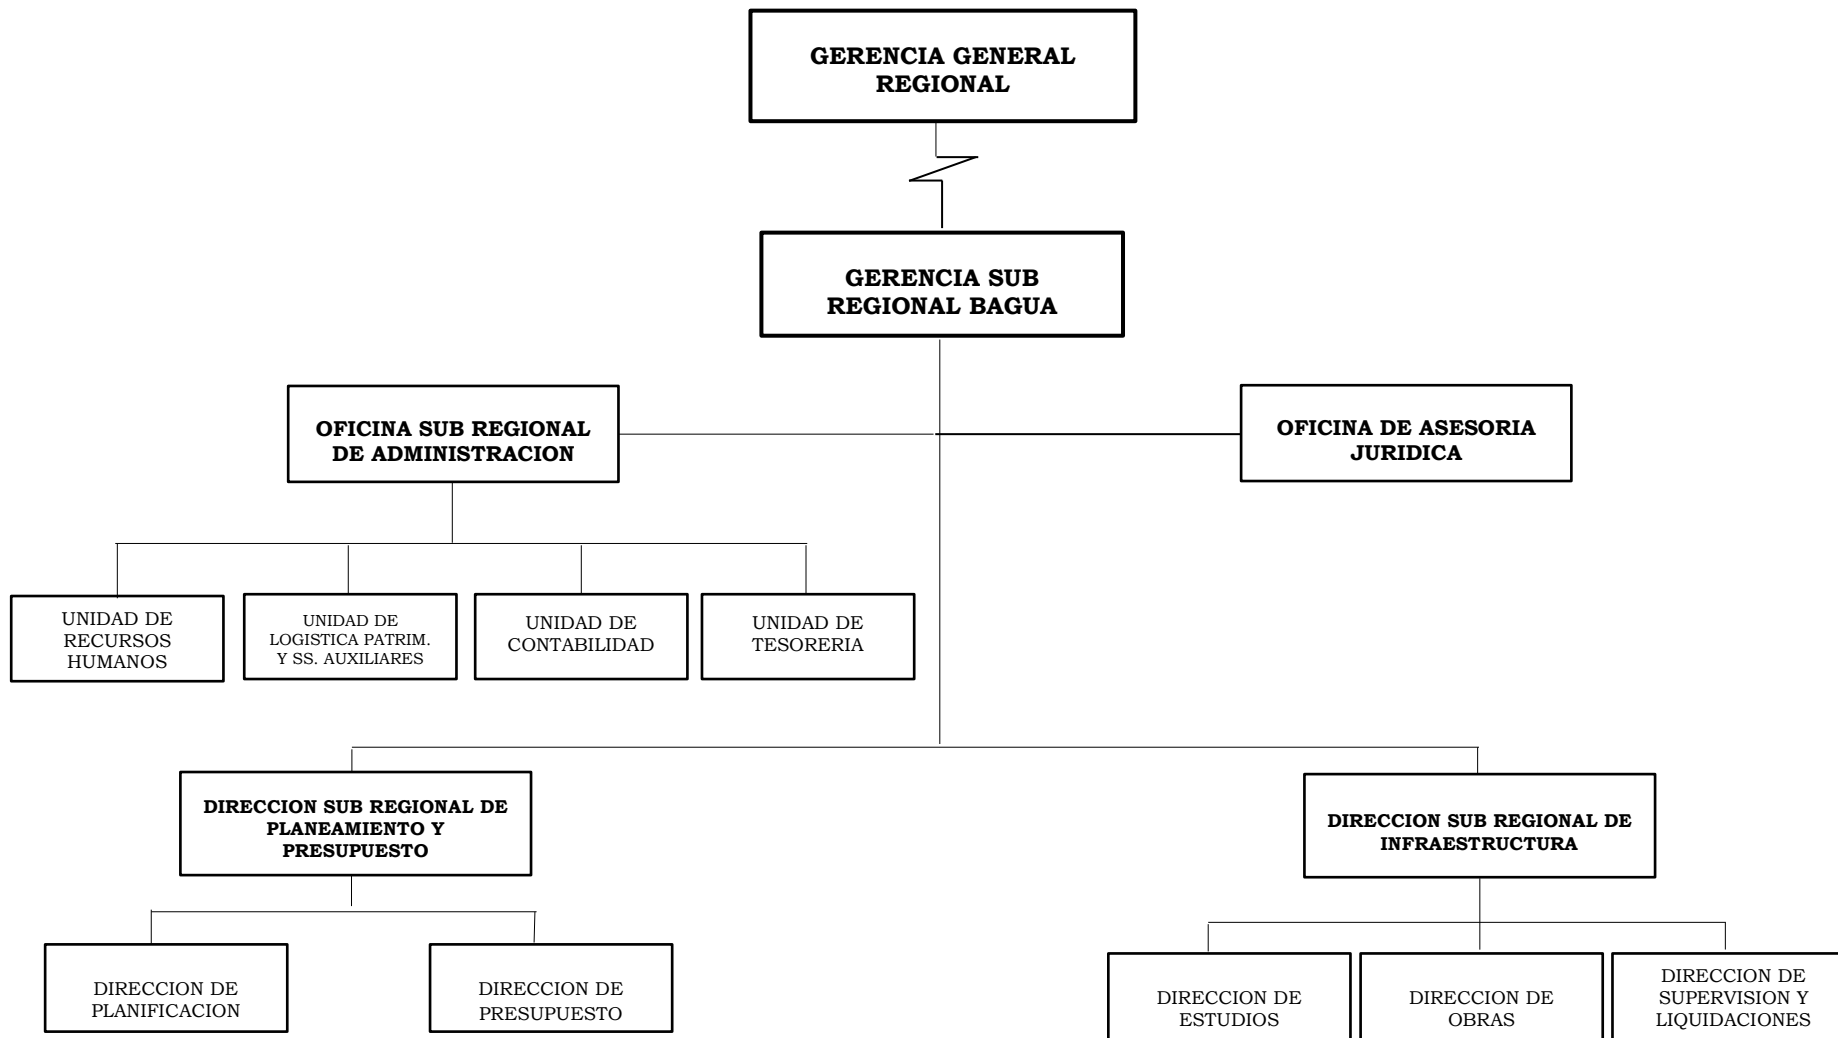 GERENCIA GENERAL
REGIONAL
GERENCIA SUB
REGIONAL BAGUA
OFICINA SUB REGIONAL
DE ADMINISTRACION
OFICINA DE ASESORIA
JURIDICA
UNIDAD DE
RECURSOS
HUMANOS
UNIDAD DE
LOGISTICA PATRIM.
Y SS. AUXILIARES
UNIDAD DE
CONTABILIDAD
UNIDAD DE
TESORERIA
DIRECCION SUB REGIONAL DE
PLANEAMIENTO Y
PRESUPUESTO
DIRECCION SUB REGIONAL DE
INFRAESTRUCTURA
DIRECCION DE
PLANIFICACION
DIRECCION DE
PRESUPUESTO
DIRECCION DE
ESTUDIOS
DIRECCION DE
OBRAS
DIRECCION DE
SUPERVISION Y
LIQUIDACIONES